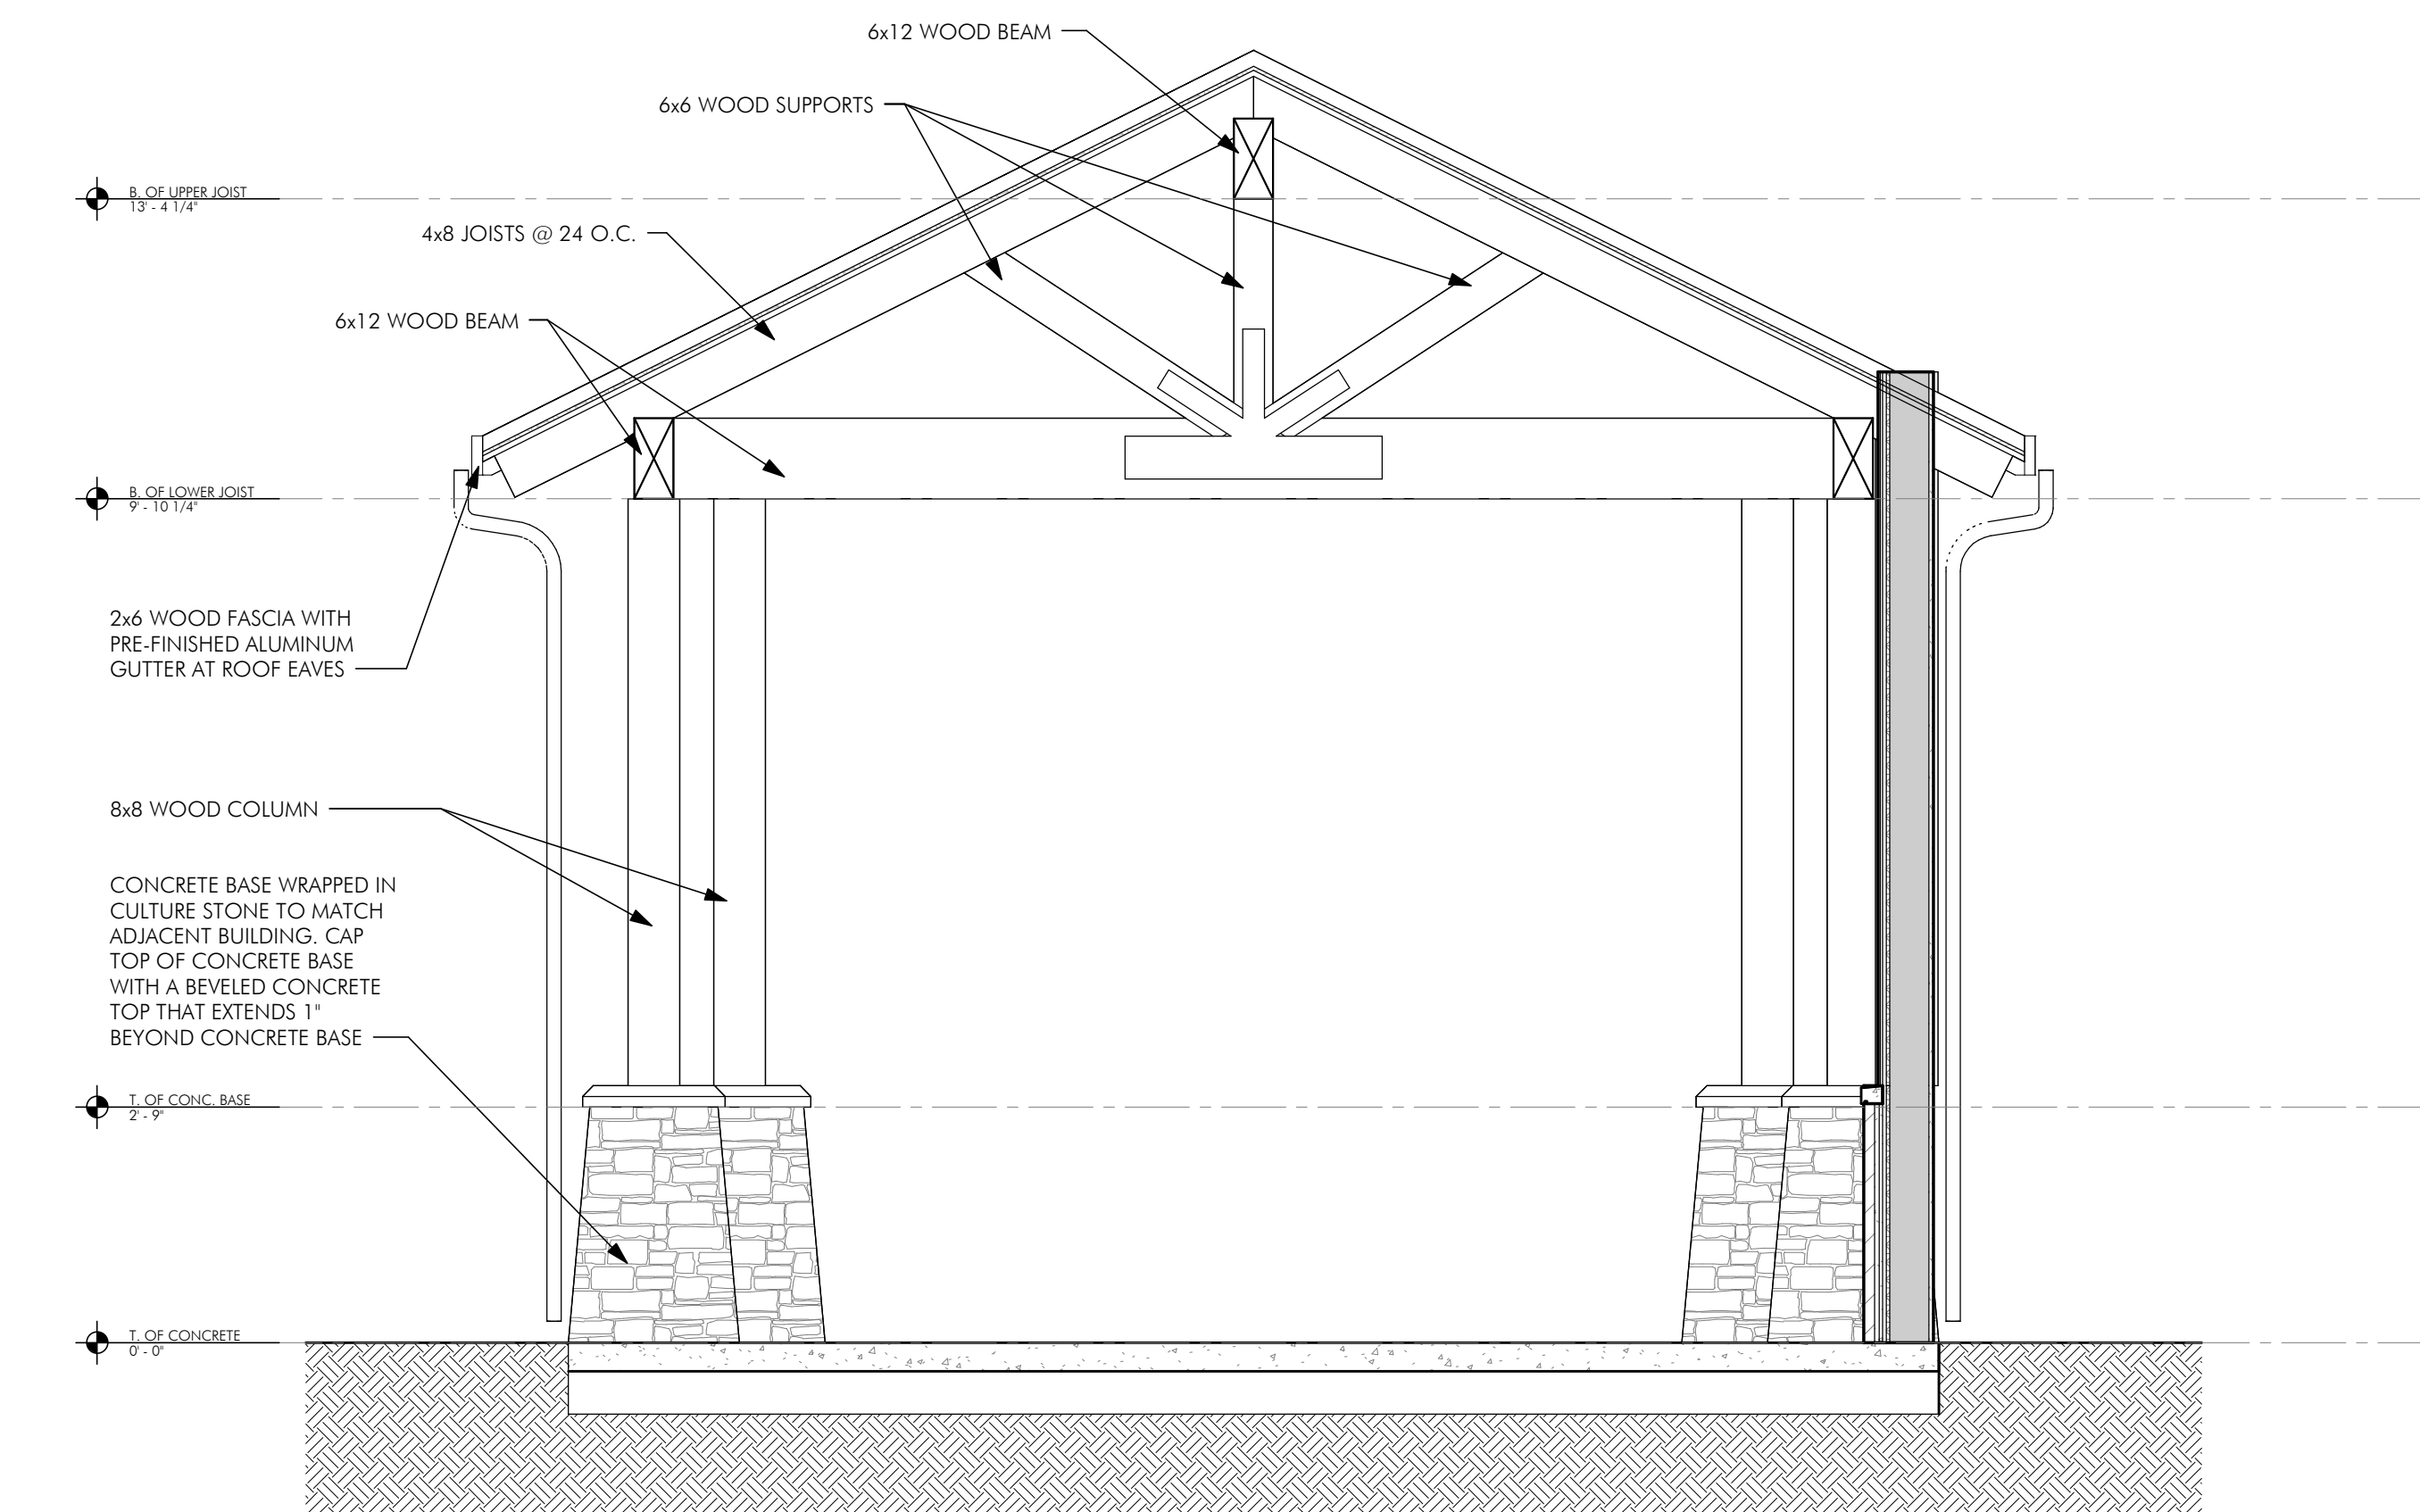 6x12 WOOD BEAM
6x6 WOOD SUPPORTS
B. OF UPPER JOIST
13' - 4 1/4"
4x8 JOISTS @ 24 O.C.
6x12 WOOD BEAM
B. OF LOWER JOIST
9' - 10 1/4"
2x6 WOOD FASCIA WITH
PRE-FINISHED ALUMINUM
GUTTER AT ROOF EAVES
8x8 WOOD COLUMN
CONCRETE BASE WRAPPED IN
CULTURE STONE TO MATCH
ADJACENT BUILDING. CAP
TOP OF CONCRETE BASE
WITH A BEVELED CONCRETE
TOP THAT EXTENDS 1"
BEYOND CONCRETE BASE
T. OF CONC. BASE
2' - 9"
T. OF CONCRETE
0' - 0"